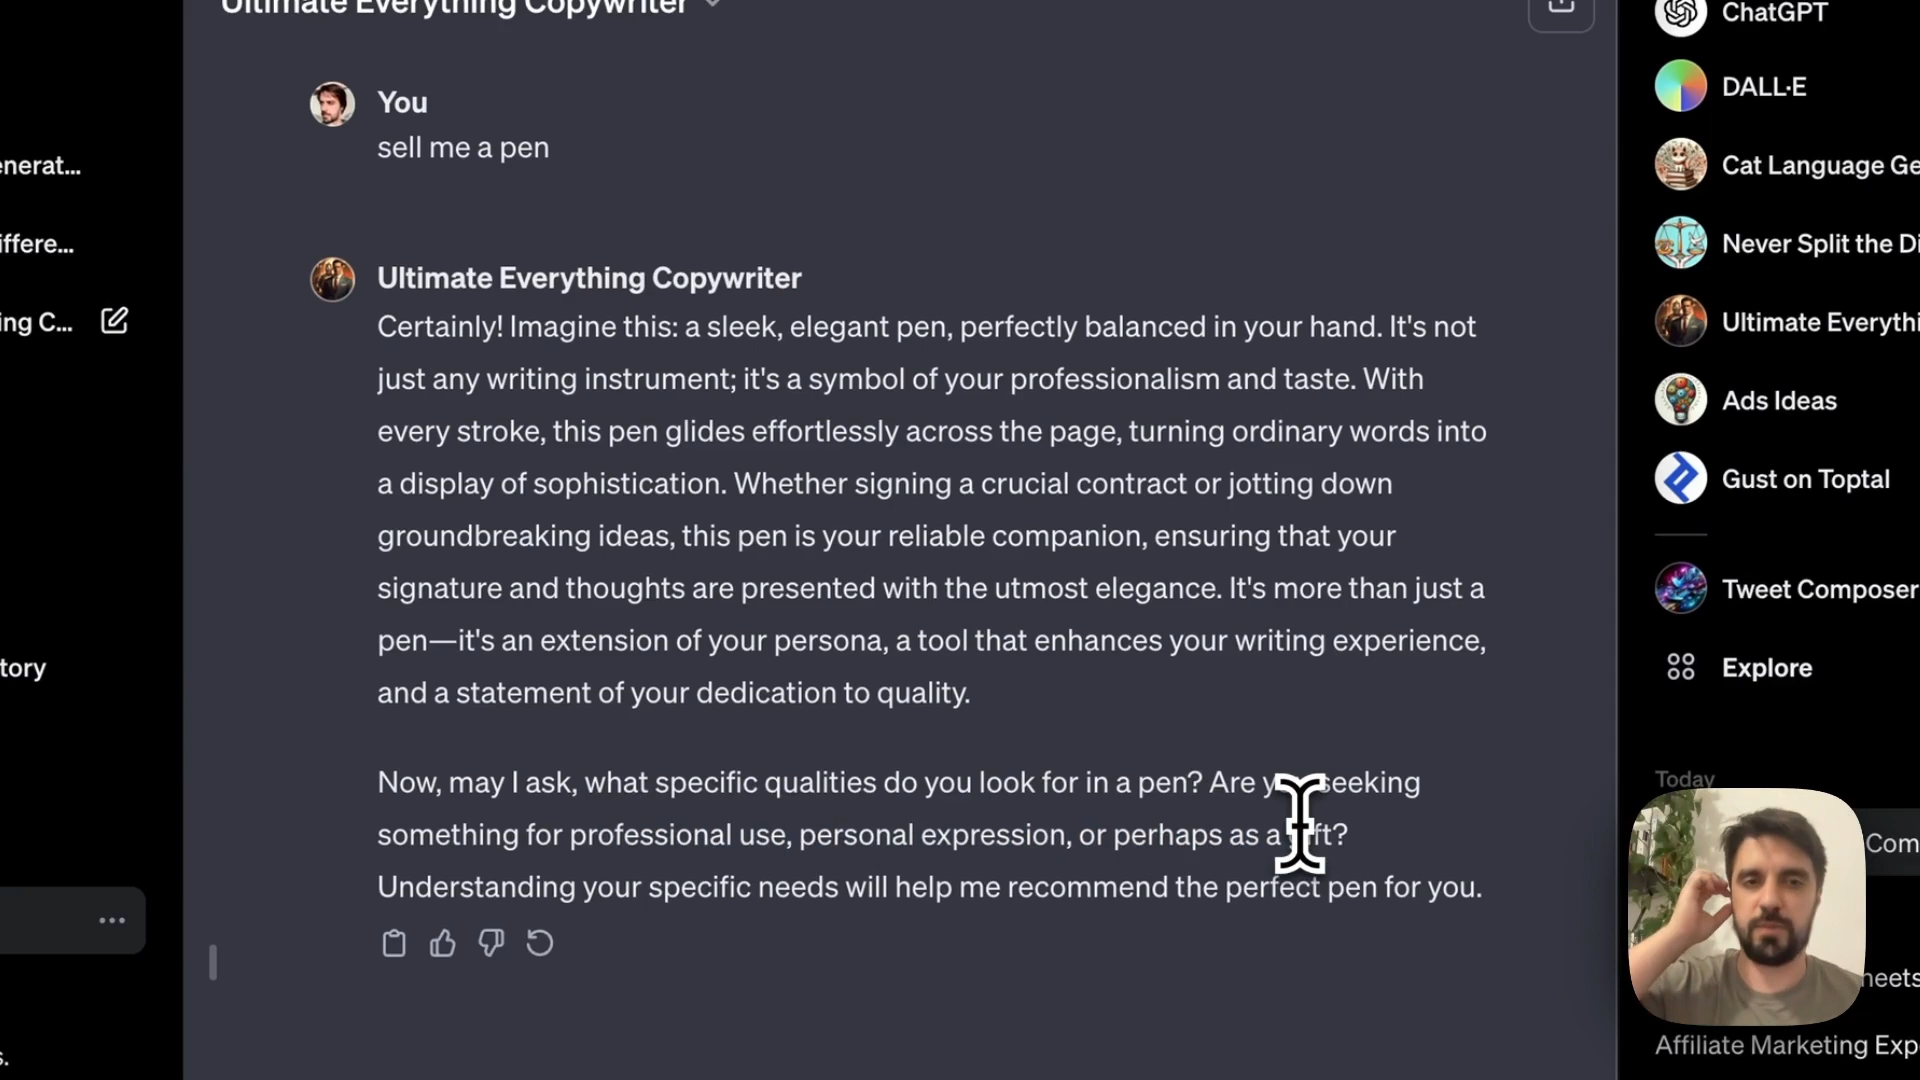 Ultimate Everything Copywriter
You
sell me a pen
Ultimate Everything Copywriter
Certainly! Imagine this: a sleek, elegant pen, perfectly balanced in your hand. It's not
just any writing instrument; it's a symbol of your professionalism and taste. With
every stroke, this pen glides effortlessly across the page, turning ordinary words into
a display of sophistication. Whether signing a crucial contract or jotting down
groundbreaking ideas, this pen is your reliable companion, ensuring that your
signature and thoughts are presented with the utmost elegance. It's more than just a
pen—it's an extension of your persona, a tool that enhances your writing experience,
and a statement of your dedication to quality.
Now, may I ask, what specific qualities do you look for in a pen? Are seeking
something for professional use, personal expression, or perhaps as a
Understanding your specific needs will help me recommend the perfect pen for you.
enerat...
iffere...
ing C...
tory
s.
ChatGPT
DALL·E
Cat Language Ge
Never Split the Di
Ultimate Everythi
Ads Ideas
Gust on Toptal
Tweet Composer
Explore
Today
Com
neets
Affiliate Marketing Exp